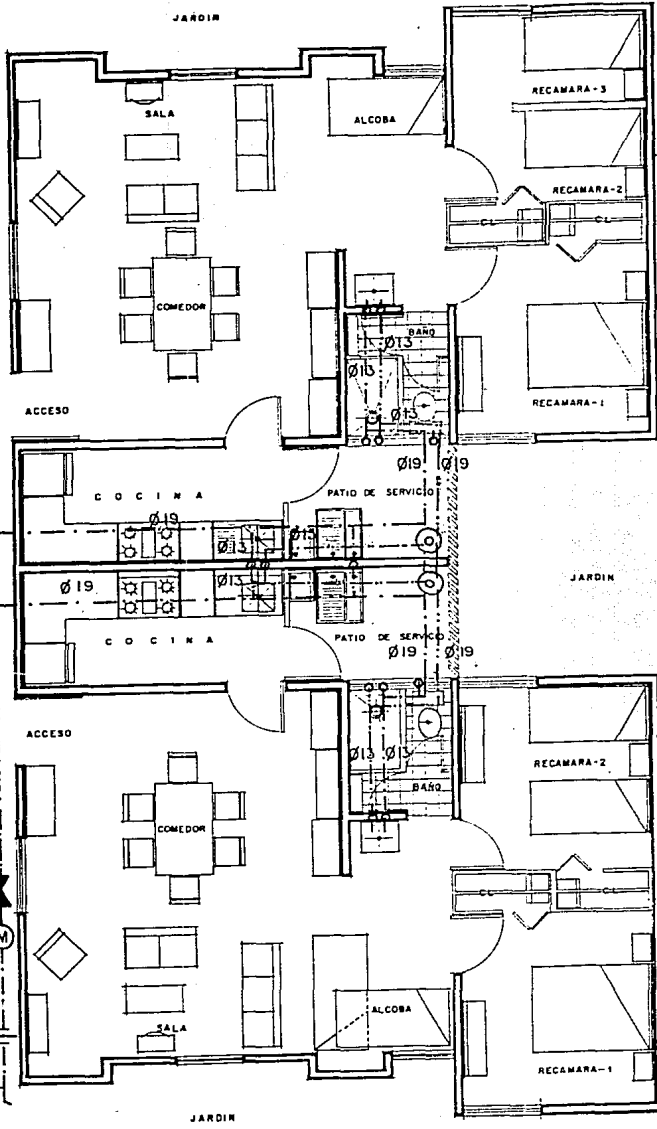 JARDIN
SALA
ALCOBA
RECAMARA-3
RECAMARA-2
CL
CL
COMEDOR
BAÑO
Ø13
Ø13
Ø13
RECAMARA-1
ACCESO
Ø19
Ø19
COCINA
PATIO DE SERVICIO
Ø19
Ø13
Ø13
JARDIN
Ø19
Ø13
COCINA
PATIO DE SERVICIO
Ø19
Ø19
ACCESO
Ø13
Ø13
RECAMARA-2
BAÑO
COMEDOR
CL
CL
M
ALCOBA
SALA
RECAMARA-1
JARDIN